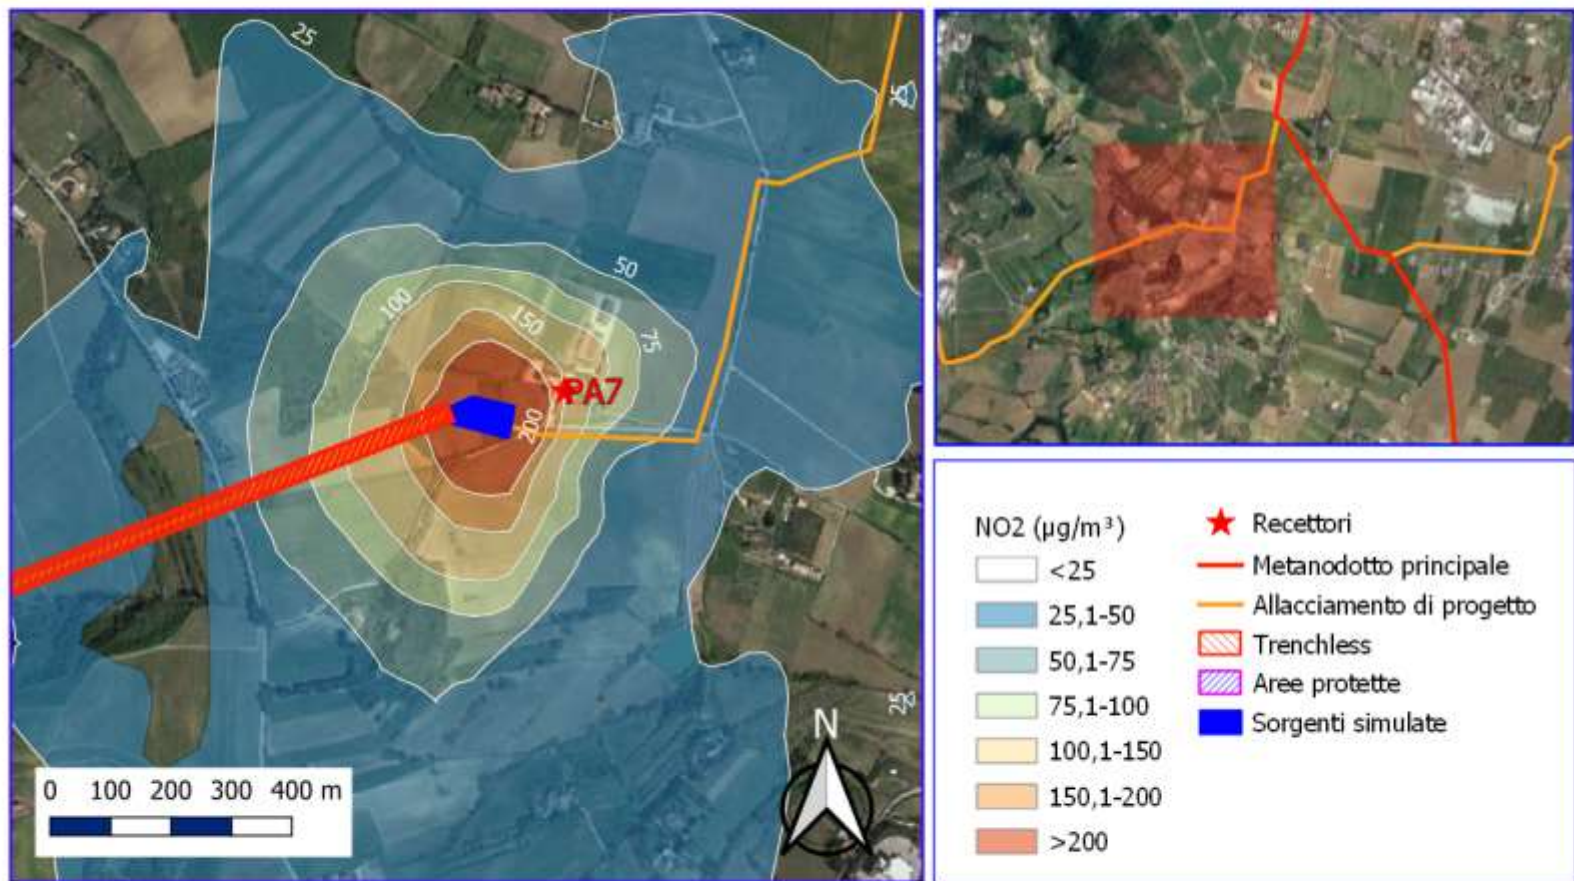 25
25
50
100
150
75
PA7
200
25
N
0 100 200 300 400 m
NO2 (µg/m³)
<25
25,1-50
50,1-75
75,1-100
100,1-150
150,1-200
>200
Recettori
Metanodotto principale
Allacciamento di progetto
Trenchless
Aree protette
Sorgenti simulate